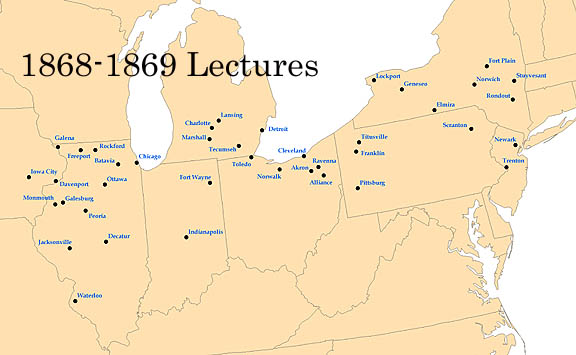 1868-1869 Lectures
Fort Plain
Lockport
Geneseo
Norwich
Stuyvesant
Rondout
Elmira
Lansing
Charlotte
Detroit
Scranton
Marshall
Tecumseh
Titusville
Newark
Galena
Rockford
Freeport
Batavia
Chicago
Toledo
Cleveland
Franklin
Ravenna
Akron
Trenton
Iowa City
Davenport
Ottawa
Fort Wayne
Norwalk
Alliance
Pittsburg
Monmouth
Galesburg
Peoria
Indianapolis
Decatur
Jacksonville
Waterloo